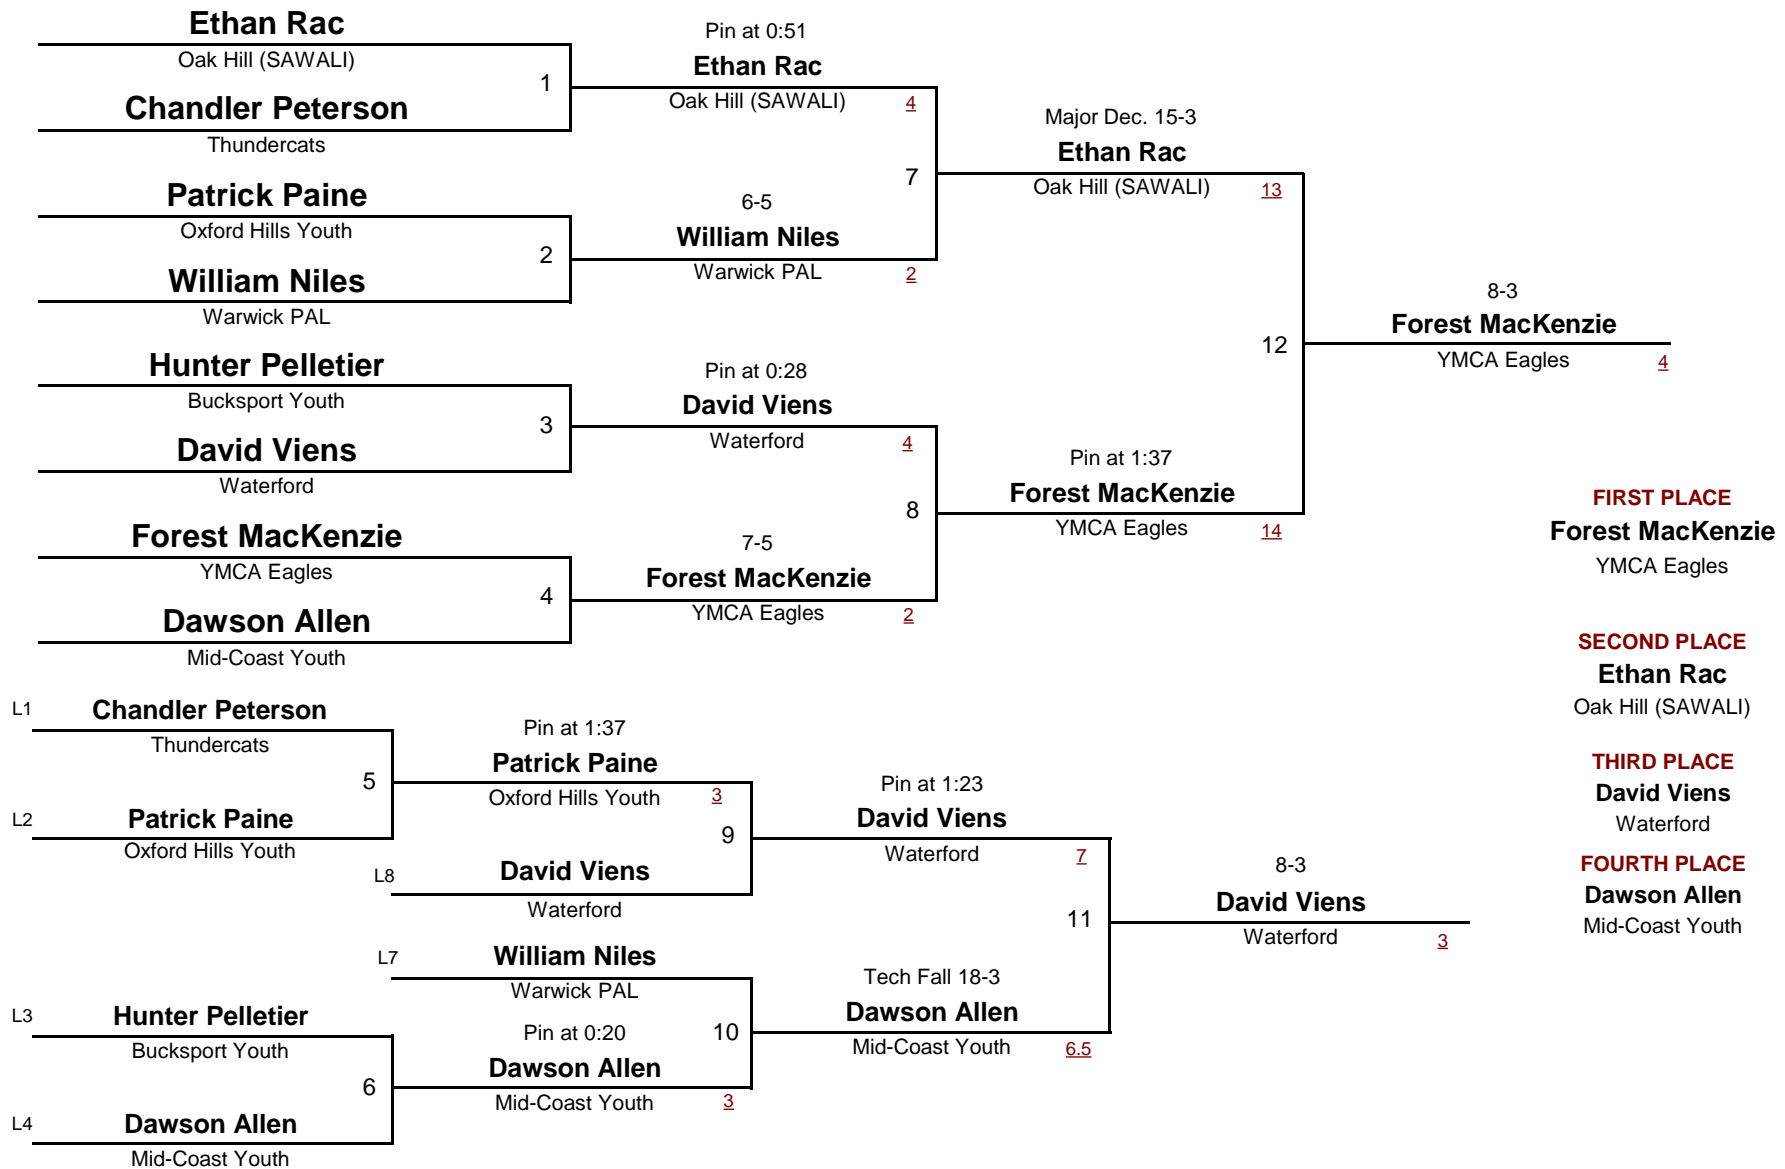 Ethan Rac
Oak Hill (SAWALI)
1
Chandler Peterson
Thundercats
Patrick Paine
Oxford Hills Youth
2
William Niles
Warwick PAL
Hunter Pelletier
Bucksport Youth
3
David Viens
Waterford
Forest MacKenzie
YMCA Eagles
4
Dawson Allen
Mid-Coast Youth
Pin at 0:51
Ethan Rac
Oak Hill (SAWALI)
4
7
6-5
William Niles
Warwick PAL
2
Pin at 0:28
David Viens
Waterford
4
8
7-5
Forest MacKenzie
YMCA Eagles
2
Major Dec. 15-3
Ethan Rac
Oak Hill (SAWALI)
13
12
Pin at 1:37
Forest MacKenzie
YMCA Eagles
14
8-3
Forest MacKenzie
YMCA Eagles
4
FIRST PLACE
Forest MacKenzie
YMCA Eagles
SECOND PLACE
Ethan Rac
Oak Hill (SAWALI)
THIRD PLACE
David Viens
Waterford
FOURTH PLACE
Dawson Allen
Mid-Coast Youth
L1
Chandler Peterson
Thundercats
5
L2
Patrick Paine
Oxford Hills Youth
L3
Hunter Pelletier
Bucksport Youth
6
L4
Dawson Allen
Mid-Coast Youth
Pin at 1:37
Patrick Paine
Oxford Hills Youth
3
9
L8
David Viens
Waterford
L7
William Niles
Warwick PAL
10
Pin at 0:20
Dawson Allen
Mid-Coast Youth
3
Pin at 1:23
David Viens
Waterford
7
11
Tech Fall 18-3
Dawson Allen
Mid-Coast Youth
6.5
8-3
David Viens
Waterford
3